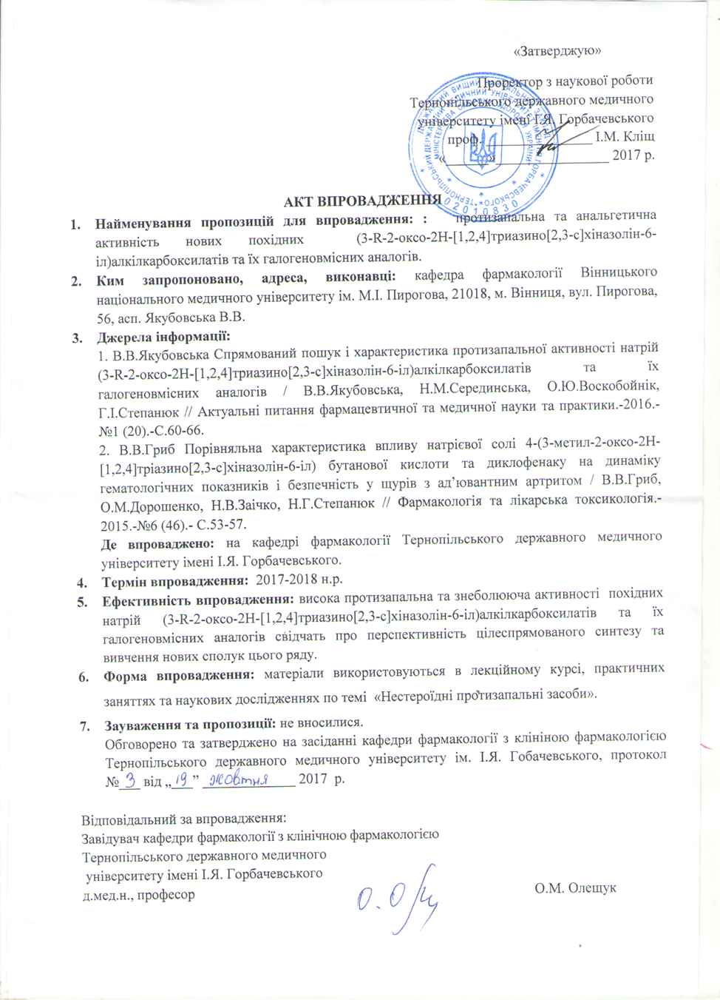 «Затверджую»
Проректор з наукової роботи
Тернопільського державного медичного
університету імені І.Я. Горбачевського
проф. ________________ І.М. Кліщ
«______»________________ 2017 р.
АКТ ВПРОВАДЖЕННЯ
1. Найменування пропозицій для впровадження: : протизапальна та анальгетична
активність нових похідних (3-R-2-оксо-2Н-[1,2,4]триазино[2,3-с]хіназолін-6-
іл)алкілкарбоксилатів та їх галогеновмісних аналогів.
2. Ким запропоновано, адреса, виконавці: кафедра фармакології Вінницького
національного медичного університету ім. М.І. Пирогова, 21018, м. Вінниця, вул. Пирогова,
56, асп. Якубовська В.В.
3. Джерела інформації:
1. В.В.Якубовська Спрямований пошук і характеристика протизапальної активності натрій
(3-R-2-оксо-2Н-[1,2,4]триазино[2,3-с]хіназолін-6-іл)алкілкарбоксилатів та їх
галогеновмісних аналогів / В.В.Якубовська, Н.М.Серединська, О.Ю.Воскобойнік,
Г.І.Степанюк // Актуальні питання фармацевтичної та медичної науки та практики.-2016.-
№1 (20).-С.60-66.
2. В.В.Гриб Порівняльна характеристика впливу натрієвої солі 4-(3-метил-2-оксо-2Н-
[1,2,4]тріазино[2,3-с]хіназолін-6-іл) бутанової кислоти та диклофенаку на динаміку
гематологічних показників і безпечність у щурів з ад’ювантним артритом / В.В.Гриб,
О.М.Дорошенко, Н.В.Заічко, Н.Г.Степанюк // Фармакологія та лікарська токсикологія.-
2015.-№6 (46).- С.53-57.
Де впроваджено: на кафедрі фармакології Тернопільського державного медичного
університету імені І.Я. Горбачевського.
4. Термін впровадження: 2017-2018 н.р.
5. Ефективність впровадження: висока протизапальна та знеболююча активності похідних
натрій (3-R-2-оксо-2Н-[1,2,4]триазино[2,3-с]хіназолін-6-іл)алкілкарбоксилатів та їх
галогеновмісних аналогів свідчать про перспективність цілеспрямованого синтезу та
вивчення нових сполук цього ряду.
6. Форма впровадження: матеріали використовуються в лекційному курсі, практичних
заняттях та наукових дослідженнях по темі «Нестероїдні протизапальні засоби».
7. Зауваження та пропозиції: не вносилися.
Обговорено та затверджено на засіданні кафедри фармакології з клініною фармакологією
Тернопільського державного медичного університету ім. І.Я. Гобачевського, протокол
№ 3 від „19” жовтня 2017 р.
Відповідальний за впровадження:
Завідувач кафедри фармакології з клінічною фармакологією
Тернопільського державного медичного
університету імені І.Я. Горбачевського
д.мед.н., професор О.М. Олещук
02010830